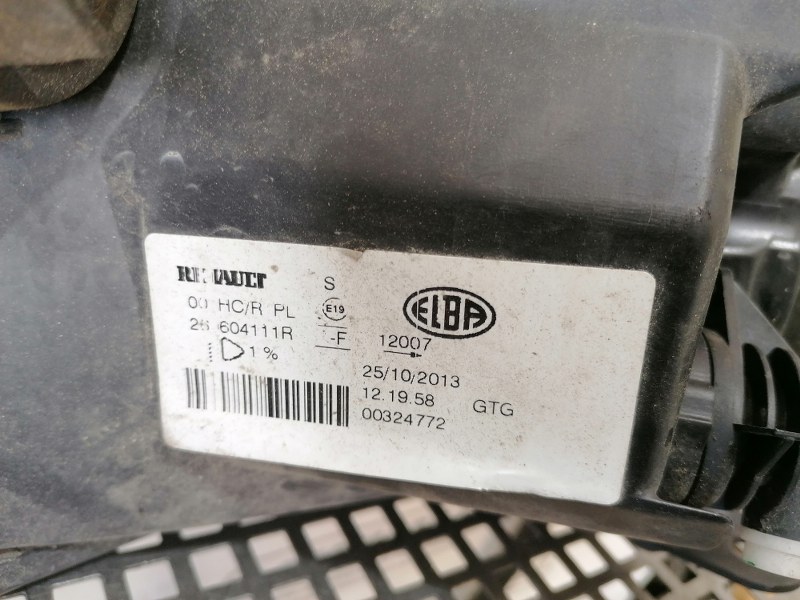 RENAULT S
00 HC/R PL E19 ELBA
26 604111R -F 12007
1 %
25/10/2013
12.19.58 GTG
00324772